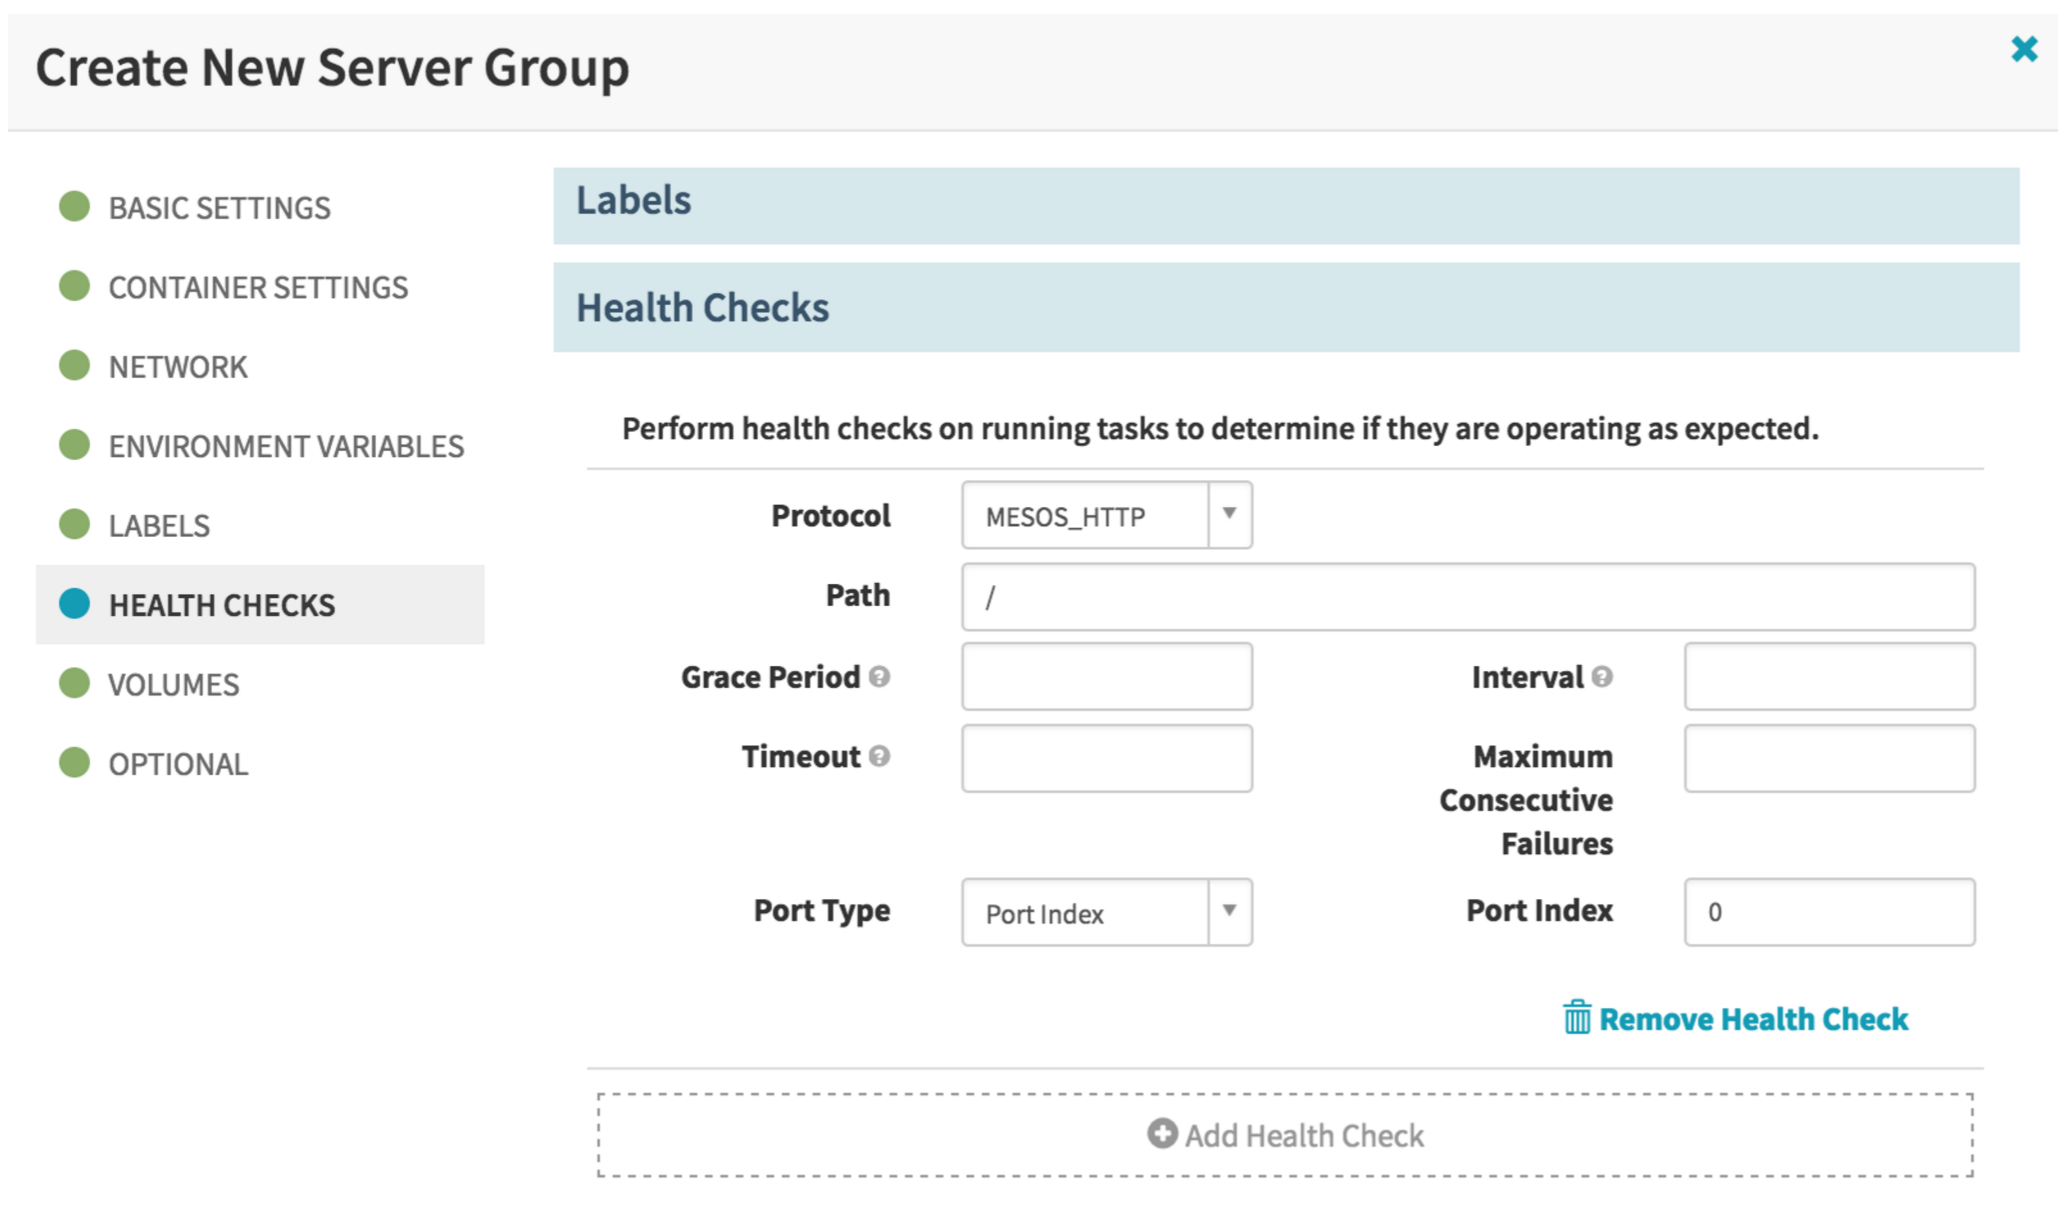 Create New Server Group
BASIC SETTINGS
CONTAINER SETTINGS
NETWORK
ENVIRONMENT VARIABLES
LABELS
HEALTH CHECKS
VOLUMES
OPTIONAL
Labels
Health Checks
Perform health checks on running tasks to determine if they are operating as expected.
Protocol MESOS_HTTP
Path /
Grace Period Interval
Timeout Maximum
Consecutive
Failures
Port Type Port Index Port Index 0
Remove Health Check
Add Health Check